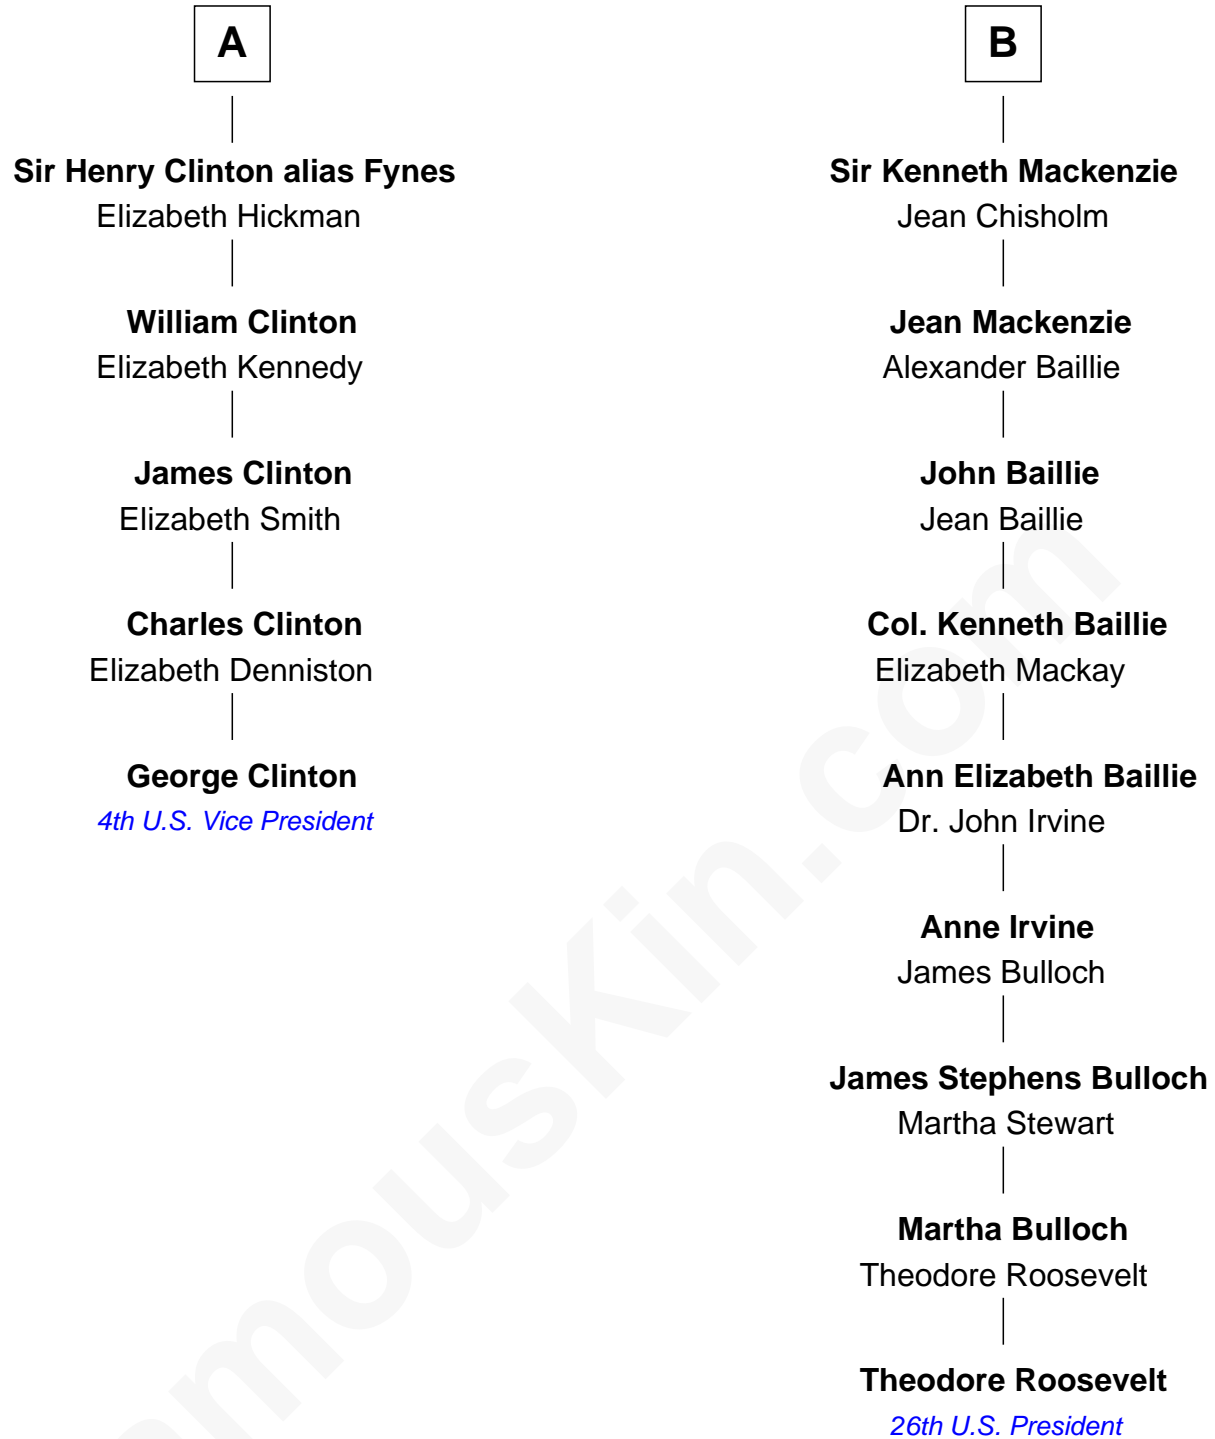 A
Sir Henry Clinton alias Fynes
Elizabeth Hickman
William Clinton
Elizabeth Kennedy
James Clinton
Elizabeth Smith
Charles Clinton
Elizabeth Denniston
George Clinton
4th U.S. Vice President
B
Sir Kenneth Mackenzie
Jean Chisholm
Jean Mackenzie
Alexander Baillie
John Baillie
Jean Baillie
Col. Kenneth Baillie
Elizabeth Mackay
Ann Elizabeth Baillie
Dr. John Irvine
Anne Irvine
James Bulloch
James Stephens Bulloch
Martha Stewart
Martha Bulloch
Theodore Roosevelt
Theodore Roosevelt
26th U.S. President
amouskin.com